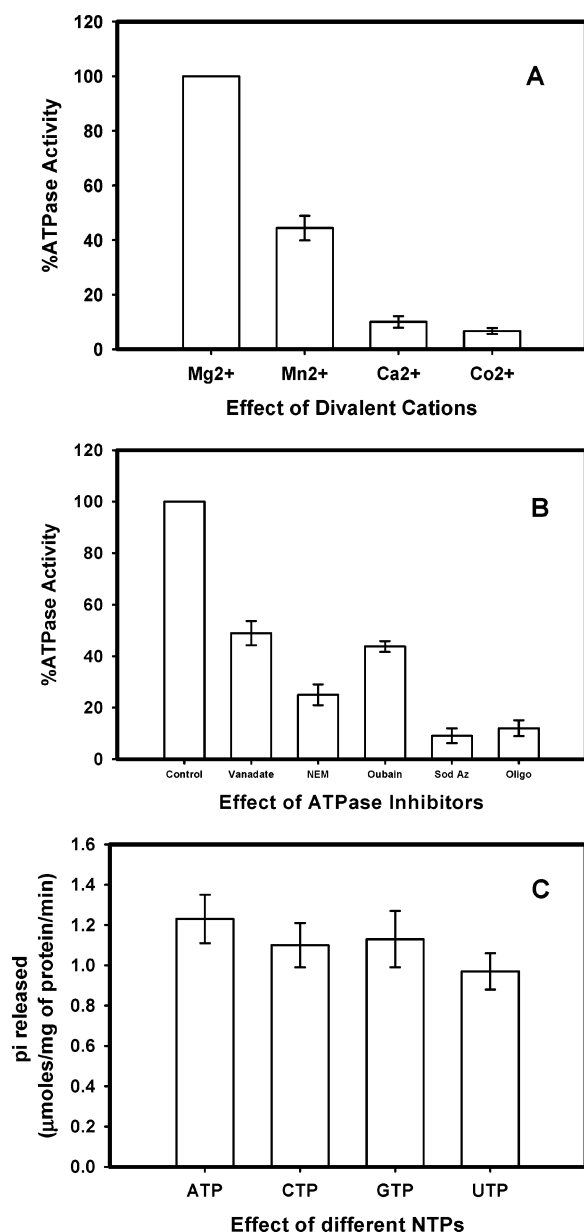 120
100
80
60
40
20
0
%ATPase Activity
A
Mg2+ Mn2+ Ca2+ Co2+
Effect of Divalent Cations
120
100
80
60
40
20
0
%ATPase Activity
B
Control Vanadate NEM Oubain Sod Az Oligo
Effect of ATPase Inhibitors
1.6
1.4
1.2
1.0
0.8
0.6
0.4
0.2
0.0
pi released
(μmoles/mg of protein/min)
C
ATP CTP GTP UTP
Effect of different NTPs